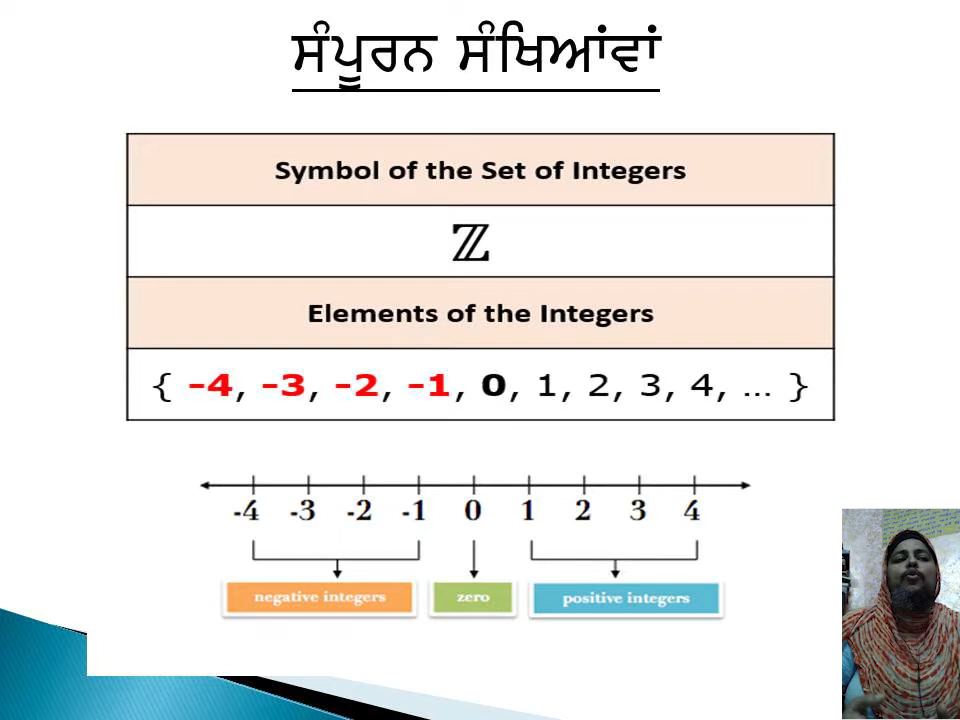 ਸੰਪੂਰਨ ਸੰਖਿਆਂਵਾਂ
Symbol of the Set of Integers
ℤ
Elements of the Integers
{ -4, -3, -2, -1, 0, 1, 2, 3, 4, ... }
-4 -3 -2 -1 0 1 2 3 4
negative integers zero positive integers